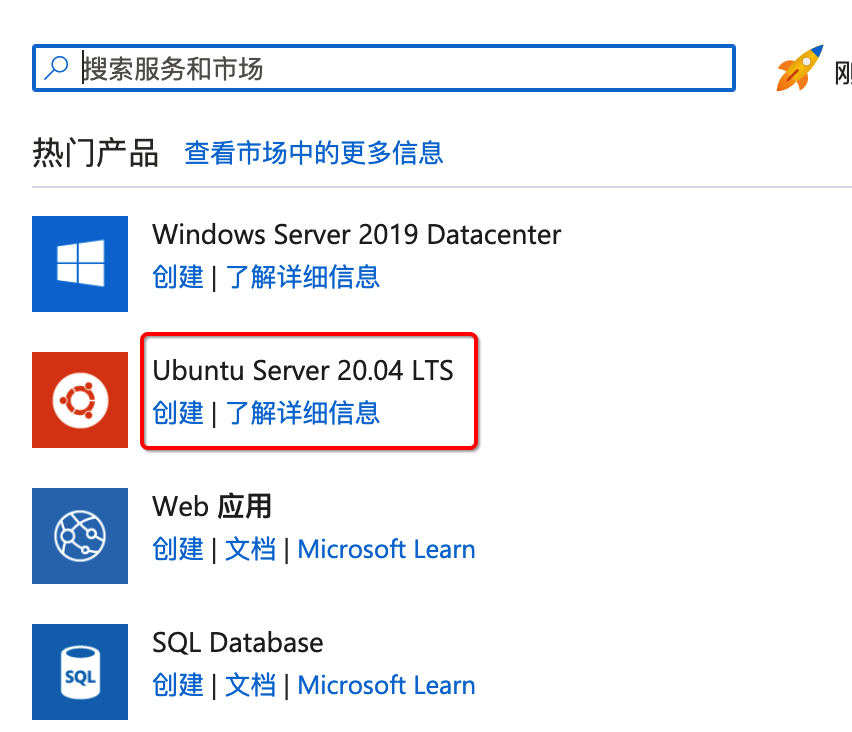 搜索服务和市场
刚
热门产品 查看市场中的更多信息
Windows Server 2019 Datacenter
创建 | 了解详细信息
Ubuntu Server 20.04 LTS
创建 | 了解详细信息
Web 应用
创建 | 文档 | Microsoft Learn
SQL Database
SQL
创建 | 文档 | Microsoft Learn